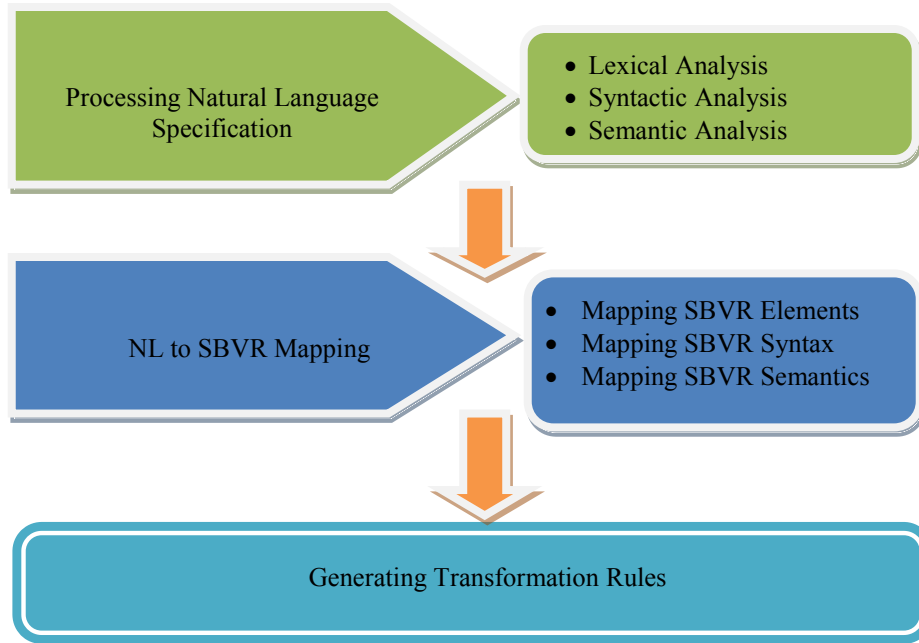 Processing Natural Language
Specification
• Lexical Analysis
• Syntactic Analysis
• Semantic Analysis
NL to SBVR Mapping
• Mapping SBVR Elements
• Mapping SBVR Syntax
• Mapping SBVR Semantics
Generating Transformation Rules